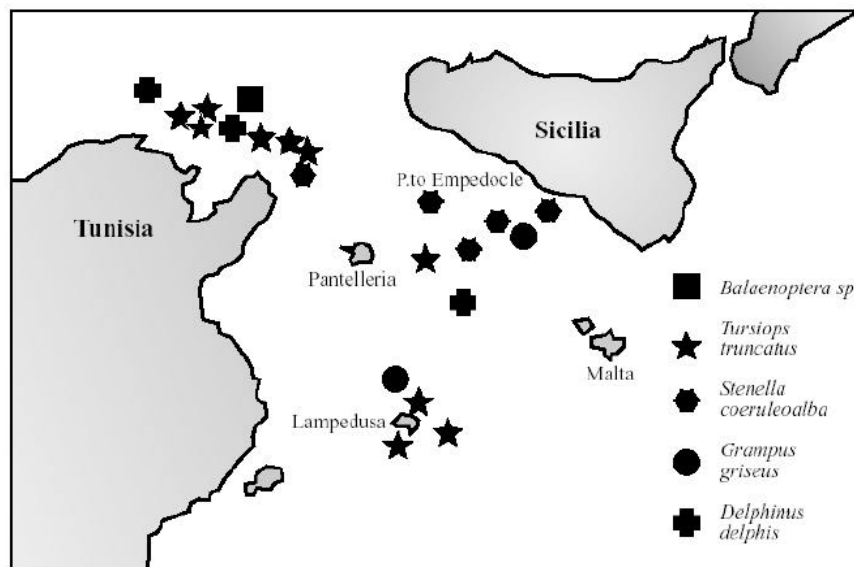 Sicilia
P.to Empedocle
Tunisia
Pantelleria
Balaenoptera sp
Tursiops
truncatus
Malta
Stenella
coeruleoalba
Lampedusa
Grampus
griseus
Delphinus
delphis